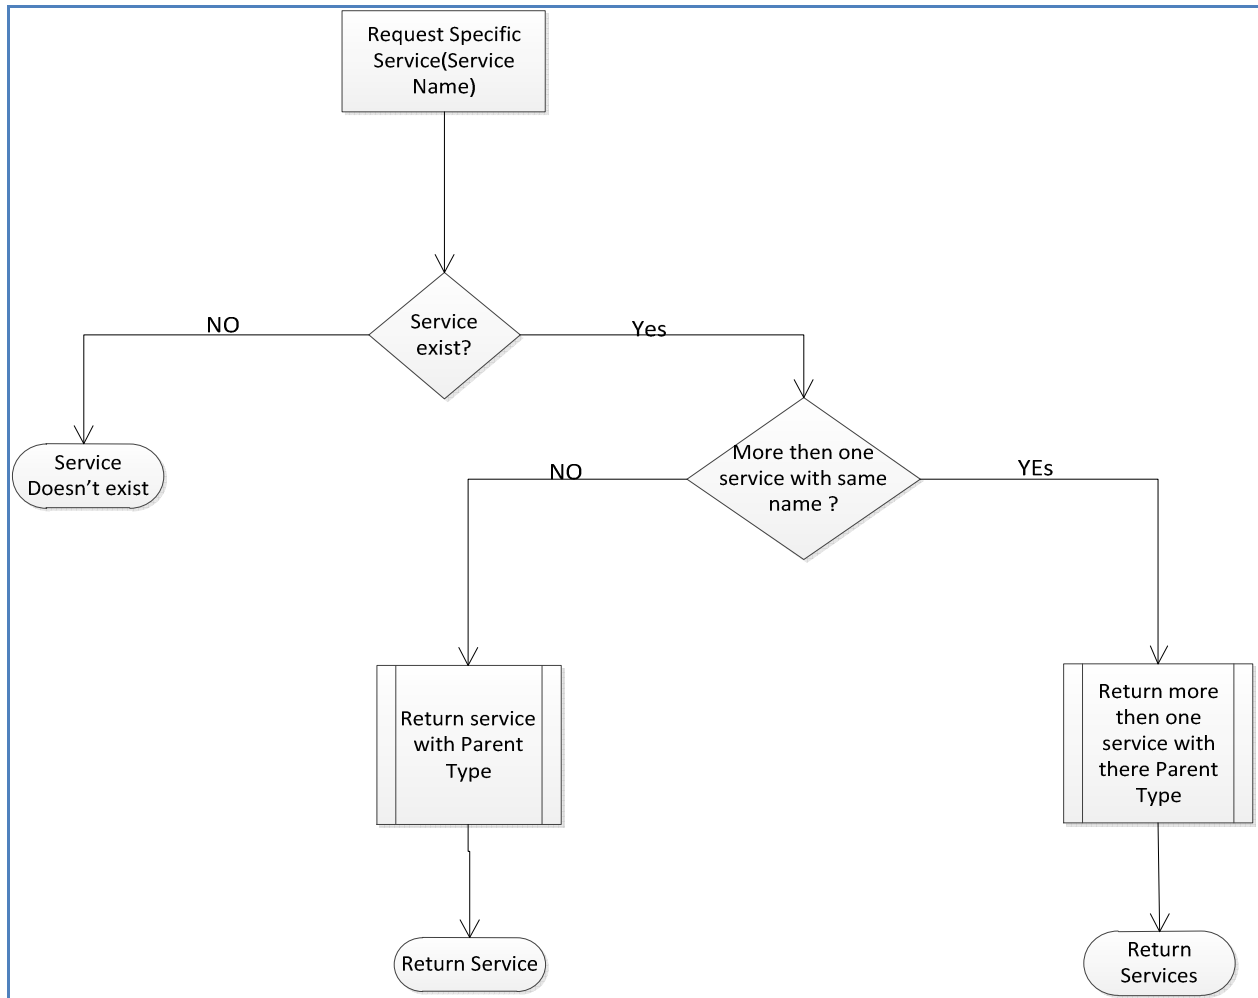 Request Specific
Service(Service
Name)
Service
exist?
NO
Yes
Service
Doesn't exist
More then one
service with same
name ?
NO
YEs
Return service
with Parent
Type
Return more
then one
service with
there Parent
Type
Return Service
Return
Services